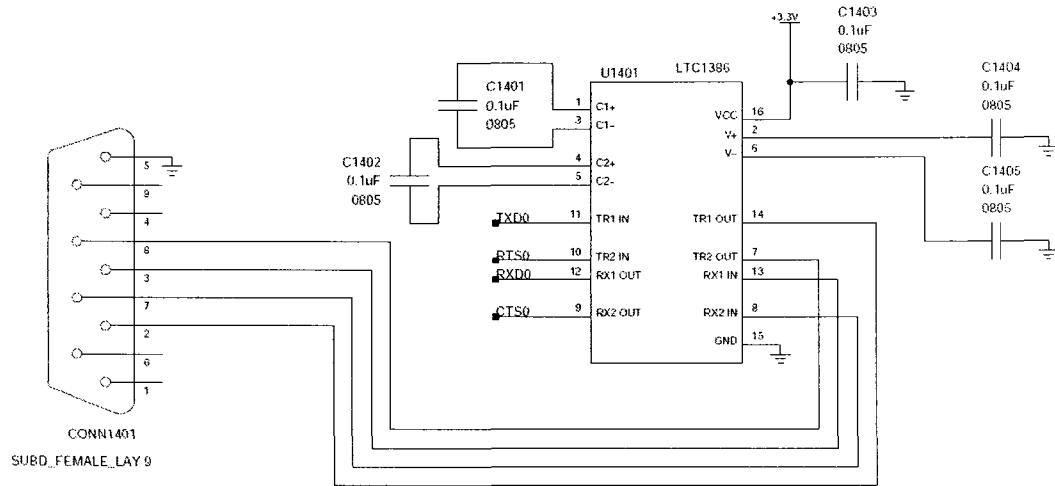 +3.3V
C1403
0.1uF
0805
C1404
0.1uF
0805
C1405
0.1uF
0805
U1401
LTC1386
C1401
0.1uF
0805
C1402
0.1uF
0805
1 C1+
3 C1-
4 C2+
5 C2-
TXD0 11 TR1 IN
RTS0 10 TR2 IN
RXD0 12 RX1 OUT
CTS0 9 RX2 OUT
VCC 16
V+ 2
V- 6
TR1 OUT 14
TR2 OUT 7
RX1 IN 13
RX2 IN 8
GND 15
5
9
4
8
3
7
2
6
1
CONN1401
SUBD_FEMALE_LAY 9